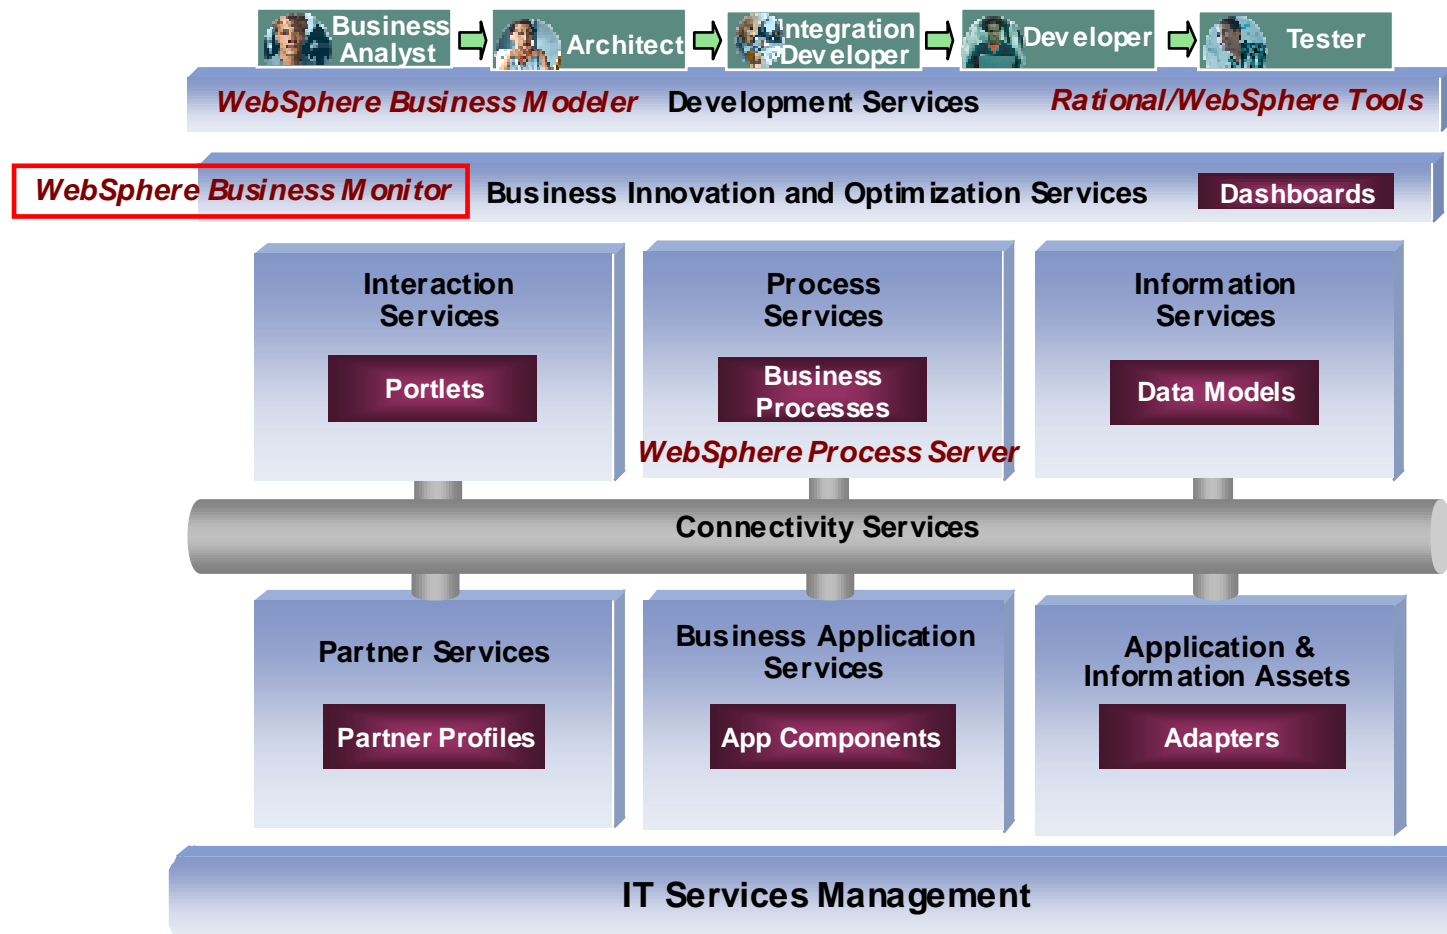 Business
Analyst
Architect
Integration
Developer
Developer
Tester
WebSphere Business Modeler
Development Services
Rational/WebSphere Tools
WebSphere Business Monitor
Business Innovation and Optimization Services
Dashboards
Interaction
Services
Portlets
Process
Services
Business
Processes
WebSphere Process Server
Information
Services
Data Models
Connectivity Services
Partner Services
Partner Profiles
Business Application
Services
App Components
Application &
Information Assets
Adapters
IT Services Management